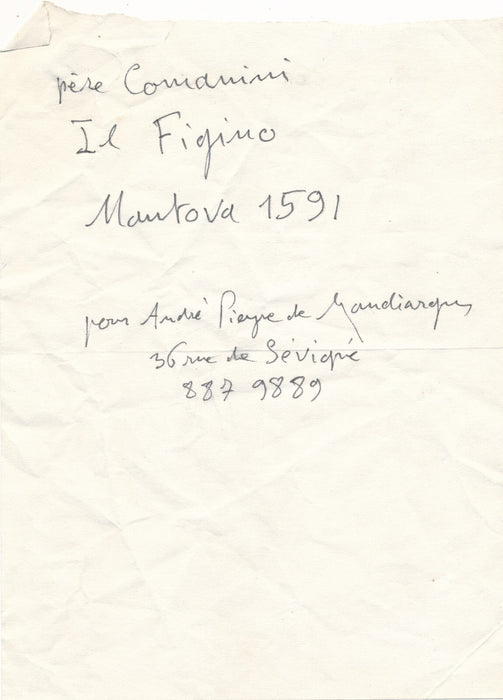 père Comanini
Il Figino
Mantova 1591
pour André Pieyre de Mandiargues
36 rue de Sévigné
887 9889